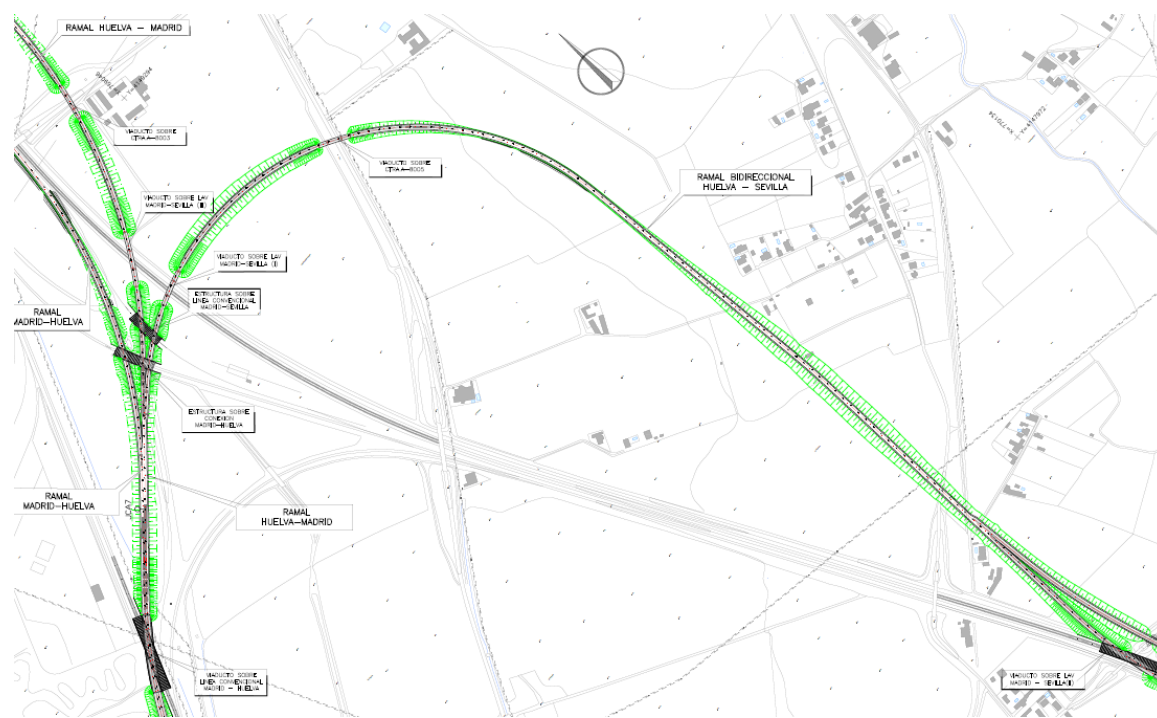 RAMAL HUELVA – MADRID
VIADUCTO SOBRE
CTRA.A-8003
VIADUCTO SOBRE
CTRA.A-8005
RAMAL BIDIRECCIONAL
HUELVA – SEVILLA
VIADUCTO SOBRE LAV
MADRID-SEVILLA (III)
VIADUCTO SOBRE LAV
MADRID-SEVILLA (I)
ESTRUCTURA SOBRE
LINEA CONVENCIONAL
MADRID-SEVILLA
RAMAL
MADRID-HUELVA
ESTRUCTURA SOBRE
CONEXION
MADRID-HUELVA
RAMAL
MADRID-HUELVA
RAMAL
HUELVA-MADRID
VIADUCTO SOBRE
LINEA CONVENCIONAL
MADRID – HUELVA
VIADUCTO SOBRE LAV
MADRID – SEVILLA(II)